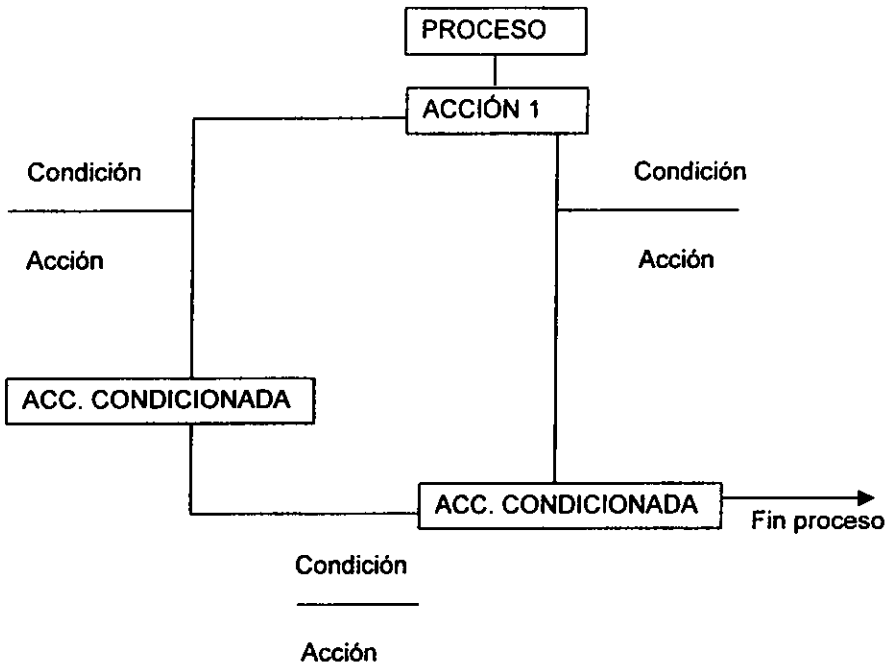 PROCESO
ACCIÓN 1
Condición
Condición
Acción
Acción
ACC. CONDICIONADA
ACC. CONDICIONADA
Fin proceso
Condición
Acción